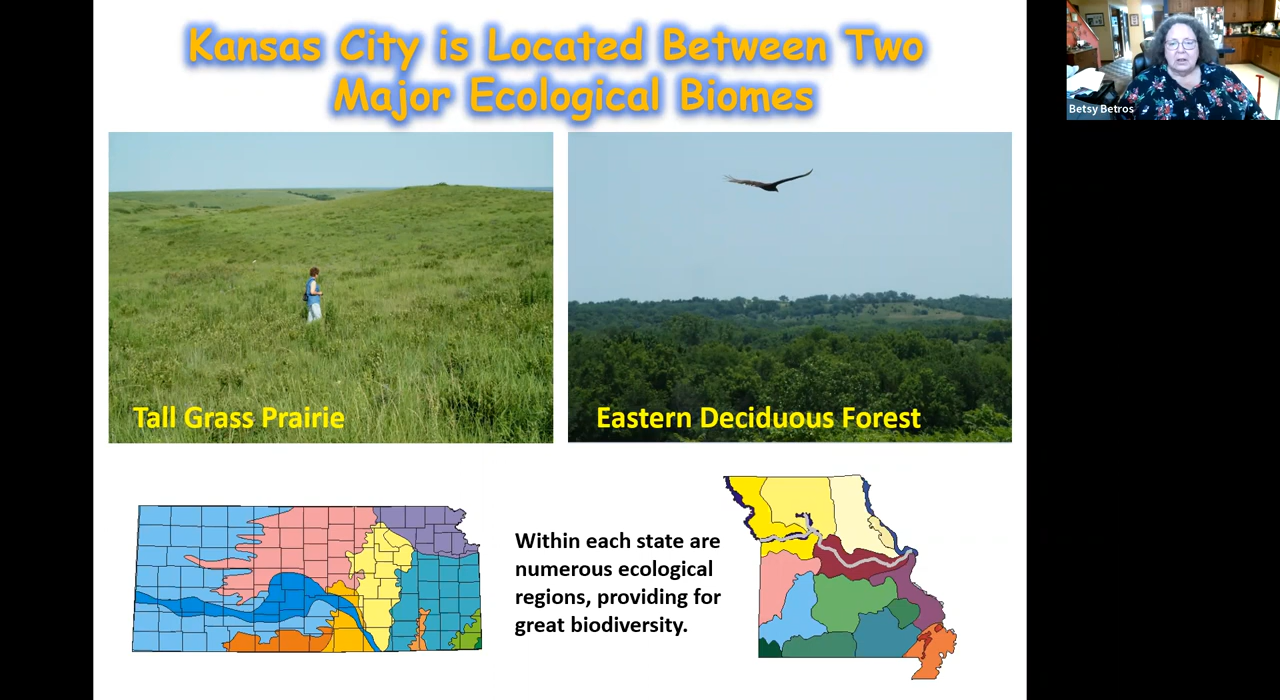 Kansas City is Located Between Two
Major Ecological Biomes
Betsy Betros
Tall Grass Prairie
Eastern Deciduous Forest
Within each state are
numerous ecological
regions, providing for
great biodiversity.